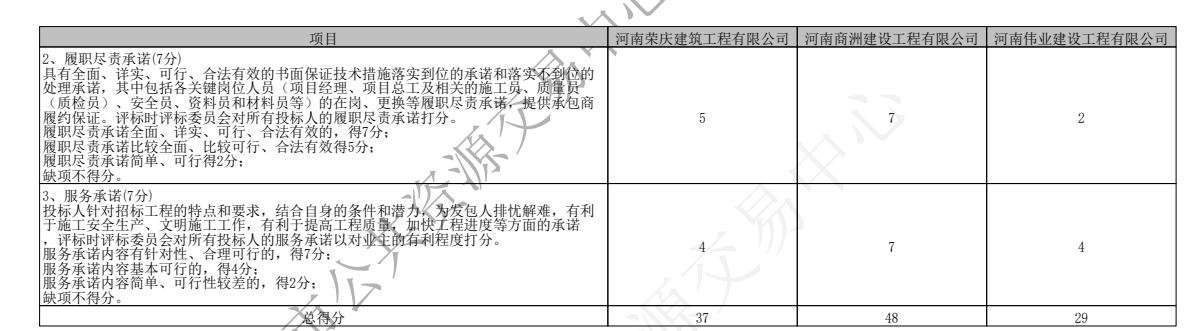 项目 河南荣庆建筑工程有限公司 河南商洲建设工程有限公司 河南伟业建设工程有限公司
2、履职尽责承诺(7分)
具有全面、详实、可行、合法有效的书面保证技术措施落实到位的承诺和落实不到位的
处理承诺，其中包括各关键岗位人员（项目经理、项目总工及相关的施工员、质量员
（质检员）、安全员、资料员和材料员等）的在岗、更换等履职尽责承诺，提供承包商
履约保证。评标时评标委员会对所有投标人的履职尽责承诺打分。
履职尽责承诺全面、详实、可行、合法有效的，得7分；
履职尽责承诺比较全面、比较可行、合法有效得5分；
履职尽责承诺简单、可行得2分；
缺项不得分。
5 7 2
3、服务承诺(7分)
投标人针对招标工程的特点和要求，结合自身的条件和潜力，为发包人排忧解难，有利
于施工安全生产、文明施工工作，有利于提高工程质量，加快工程进度等方面的承诺
，评标时评标委员会对所有投标人的服务承诺以对业主的有利程度打分。
服务承诺内容有针对性、合理可行的，得7分；
服务承诺内容基本可行的，得4分；
服务承诺内容简单、可行性较差的，得2分；
缺项不得分。
4 7 4
总得分 37 48 29
市公共资源交易中心
源交易中心